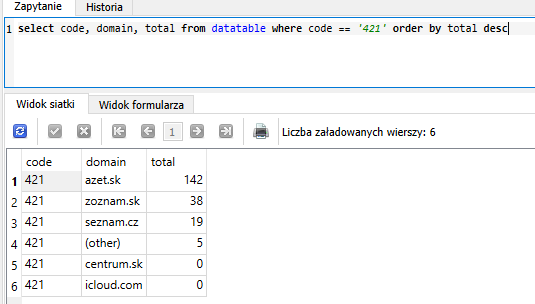 Zapytanie Historia
1 select code, domain, total from datatable where code == '421' order by total desc
Widok siatki Widok formularza
1 Liczba załadowanych wierszy: 6
code domain total
1 421 azet.sk 142
2 421 zoznam.sk 38
3 421 seznam.cz 19
4 421 (other) 5
5 421 centrum.sk 0
6 421 icloud.com 0